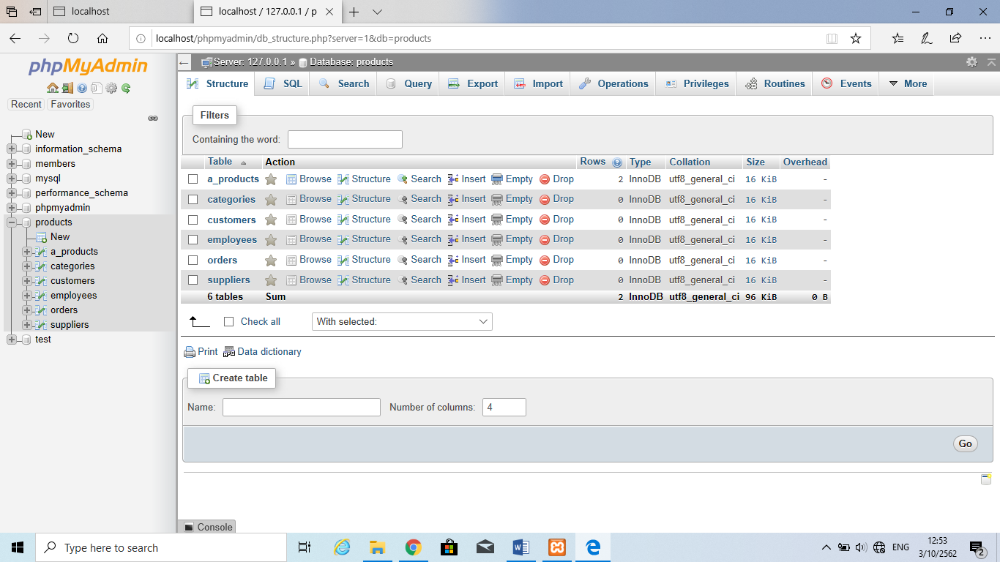 localhost
localhost / 127.0.0.1 / p
localhost/phpmyadmin/db_structure.php?server=1&db=products
phpMyAdmin
Recent Favorites
New
information_schema
members
mysql
performance_schema
phpmyadmin
products
New
a_products
categories
customers
employees
orders
suppliers
test
Server: 127.0.0.1 » Database: products
Structure SQL Search Query Export Import Operations Privileges Routines Events More
Filters
Containing the word:
Table Action Rows Type Collation Size Overhead
a_products Browse Structure Search Insert Empty Drop 2 InnoDB utf8_general_ci 16 KiB -
categories Browse Structure Search Insert Empty Drop 0 InnoDB utf8_general_ci 16 KiB -
customers Browse Structure Search Insert Empty Drop 0 InnoDB utf8_general_ci 16 KiB -
employees Browse Structure Search Insert Empty Drop 0 InnoDB utf8_general_ci 16 KiB -
orders Browse Structure Search Insert Empty Drop 0 InnoDB utf8_general_ci 16 KiB -
suppliers Browse Structure Search Insert Empty Drop 0 InnoDB utf8_general_ci 16 KiB -
6 tables Sum 2 InnoDB utf8_general_ci 96 KiB 0 B
Check all With selected:
Print Data dictionary
Create table
Name: Number of columns: 4
Go
Console
Type here to search
ENG
12:53
3/10/2562
2